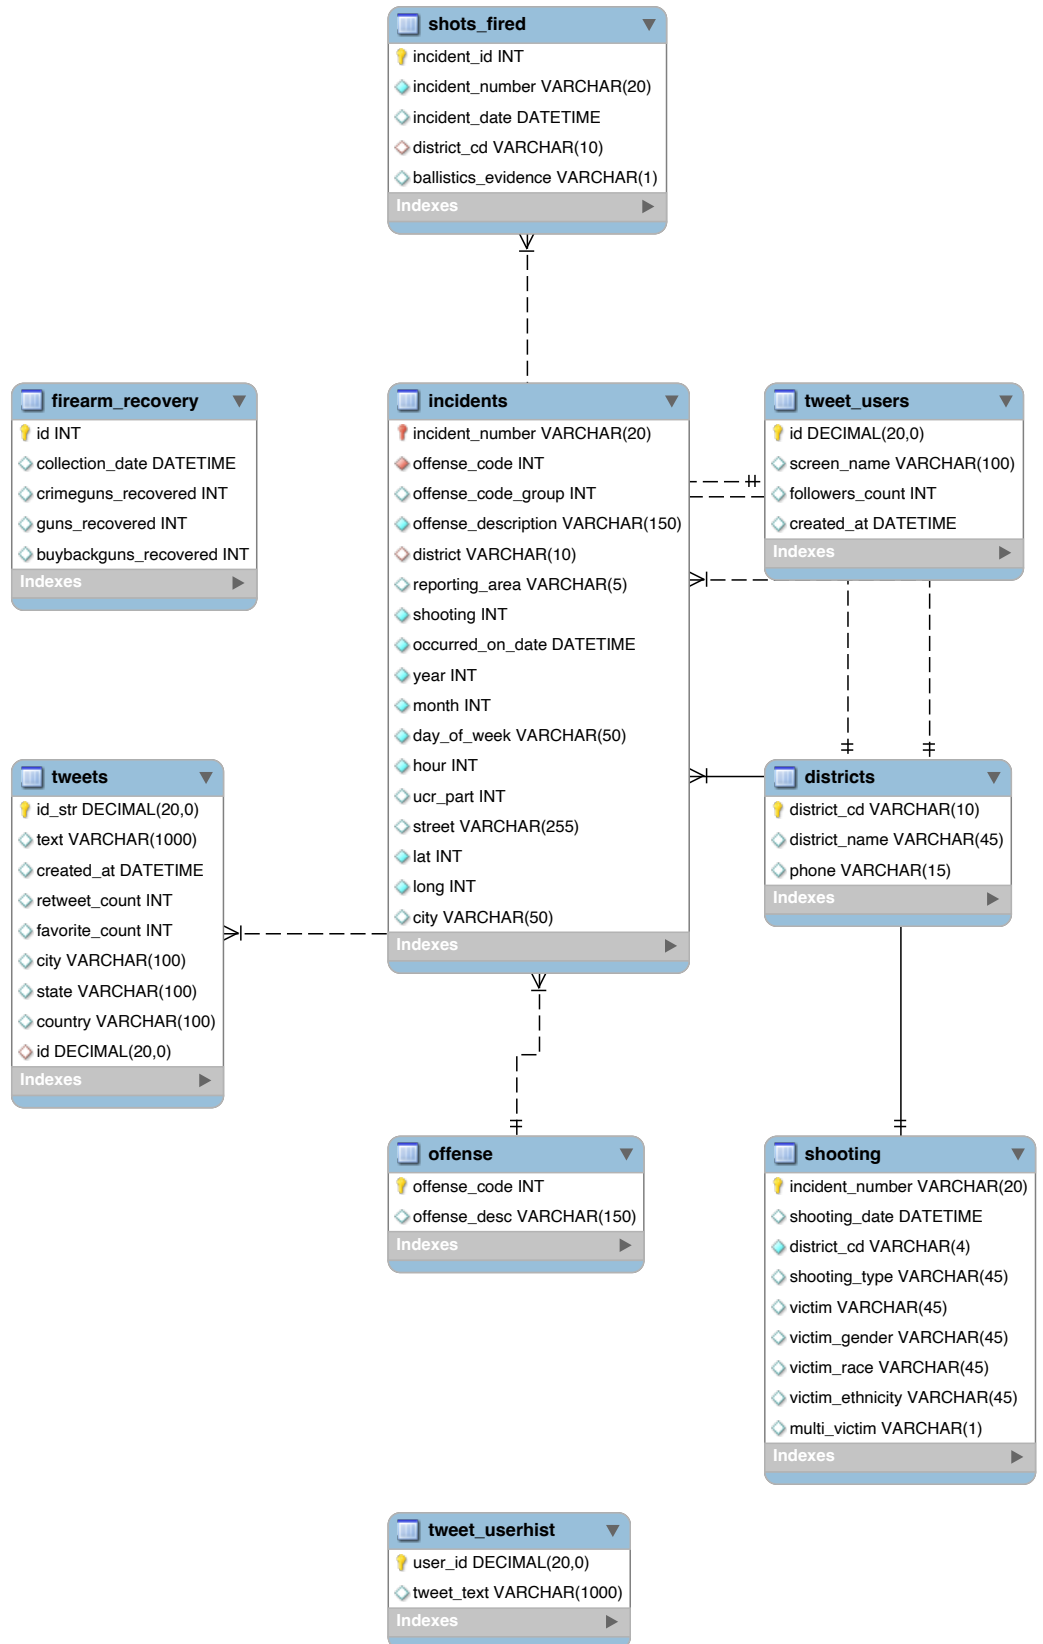 shots_fired
incident_id INT
incident_number VARCHAR(20)
incident_date DATETIME
district_cd VARCHAR(10)
ballistics_evidence VARCHAR(1)
Indexes
firearm_recovery
id INT
collection_date DATETIME
crimeguns_recovered INT
guns_recovered INT
buybackguns_recovered INT
Indexes
incidents
incident_number VARCHAR(20)
offense_code INT
offense_code_group INT
offense_description VARCHAR(150)
district VARCHAR(10)
reporting_area VARCHAR(5)
shooting INT
occurred_on_date DATETIME
year INT
month INT
day_of_week VARCHAR(50)
hour INT
ucr_part INT
street VARCHAR(255)
lat INT
long INT
city VARCHAR(50)
Indexes
tweet_users
id DECIMAL(20,0)
screen_name VARCHAR(100)
followers_count INT
created_at DATETIME
Indexes
tweets
id_str DECIMAL(20,0)
text VARCHAR(1000)
created_at DATETIME
retweet_count INT
favorite_count INT
city VARCHAR(100)
state VARCHAR(100)
country VARCHAR(100)
id DECIMAL(20,0)
Indexes
districts
district_cd VARCHAR(10)
district_name VARCHAR(45)
phone VARCHAR(15)
Indexes
offense
offense_code INT
offense_desc VARCHAR(150)
Indexes
shooting
incident_number VARCHAR(20)
shooting_date DATETIME
district_cd VARCHAR(4)
shooting_type VARCHAR(45)
victim VARCHAR(45)
victim_gender VARCHAR(45)
victim_race VARCHAR(45)
victim_ethnicity VARCHAR(45)
multi_victim VARCHAR(1)
Indexes
tweet_userhist
user_id DECIMAL(20,0)
tweet_text VARCHAR(1000)
Indexes